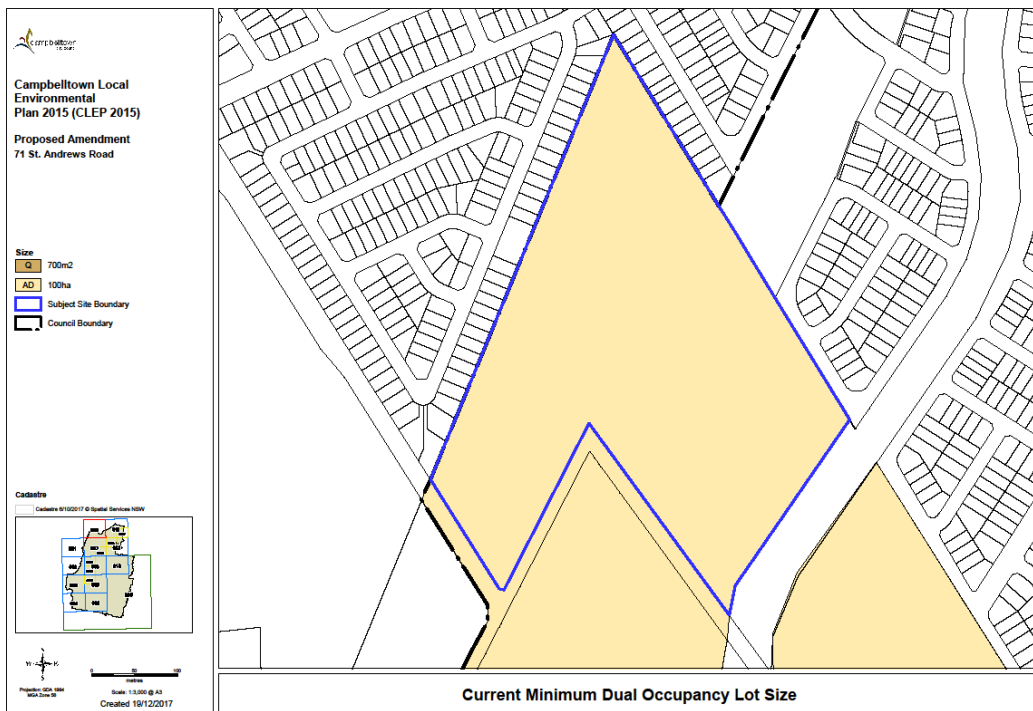 campbelltown
Campbelltown Local
Environmental
Plan 2015 (CLEP 2015)
Proposed Amendment
71 St. Andrews Road
Size
Q 700m2
AD 100ha
Subject Site Boundary
Council Boundary
Cadastre
Cadastre 6/10/2017 © Spatial Services NSW
Projection: GDA 1994
MGA Zone 56
0 50 100
metres
Scale: 1:3,000 @ A3
Created 19/12/2017
Current Minimum Dual Occupancy Lot Size